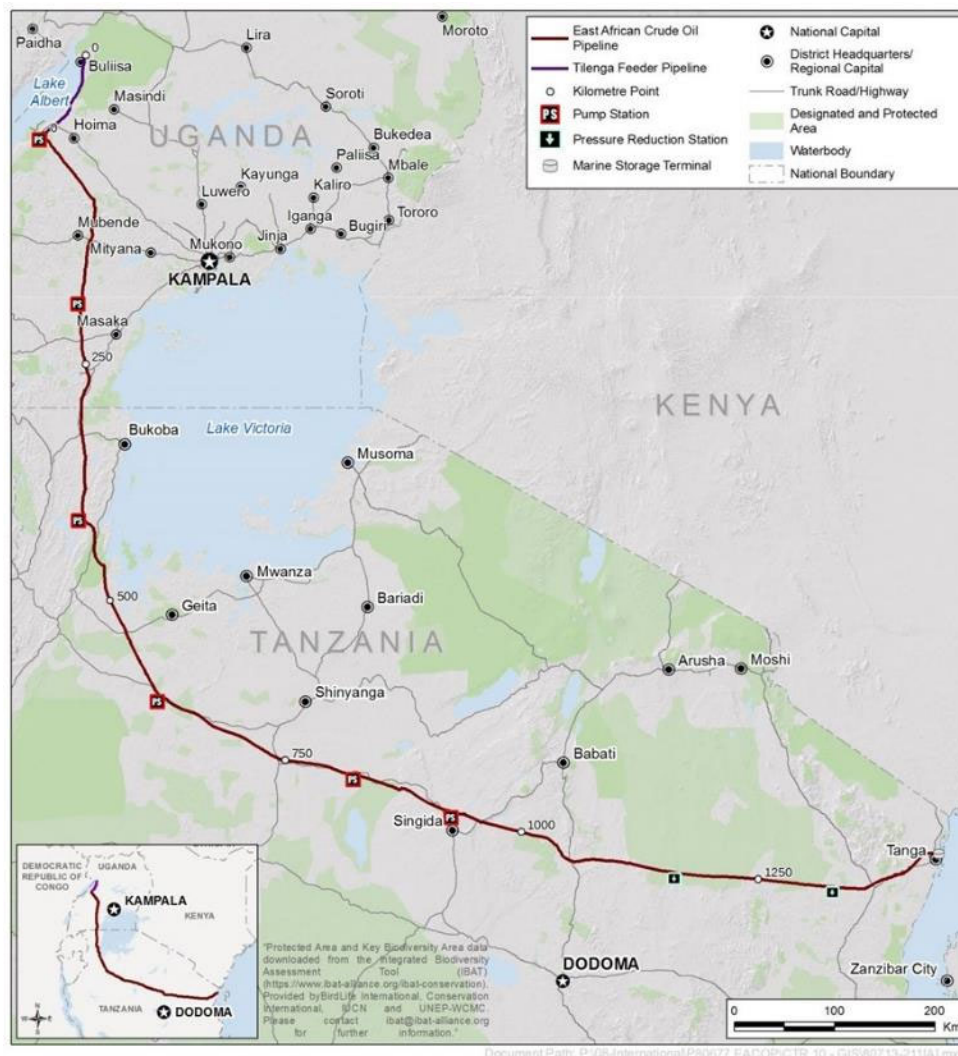 Paidha
0
Buliisa
Lake
Albert
Masindi
Lira
Moroto
0
Hoima
UGANDA
Soroti
Bukedea
Paliisa
Mbale
Kayunga
Kaliro
Luwero
Iganga
Tororo
Mubende
Mukono
Jinja
Bugiri
Mityana
KAMPALA
PS
Masaka
250
KENYA
Bukoba
Lake Victoria
Musoma
500
Mwanza
Geita
Bariadi
TANZANIA
Arusha
Moshi
Shinyanga
750
Babati
Singida
1000
Tanga
1250
DODOMA
Zanzibar City
East African Crude Oil
Pipeline
Tilenga Feeder Pipeline
Kilometre Point
PS
Pump Station
Pressure Reduction Station
Marine Storage Terminal
National Capital
District Headquarters/
Regional Capital
Trunk Road/Highway
Designated and Protected
Area
Waterbody
National Boundary
DEMOCRATIC
REPUBLIC OF
CONGO
UGANDA
KAMPALA
KENYA
TANZANIA
DODOMA
N
"Protected Area and Key Biodiversity Area data
downloaded from the Integrated Biodiversity
Assessment Tool (IBAT)
(https://www.ibat-alliance.org/ibat-conservation).
Provided byBirdLife International, Conservation
International, IUCN and UNEP-WCMC.
Please contact ibat@ibat-alliance.org
for further information."
0 100 200
Km